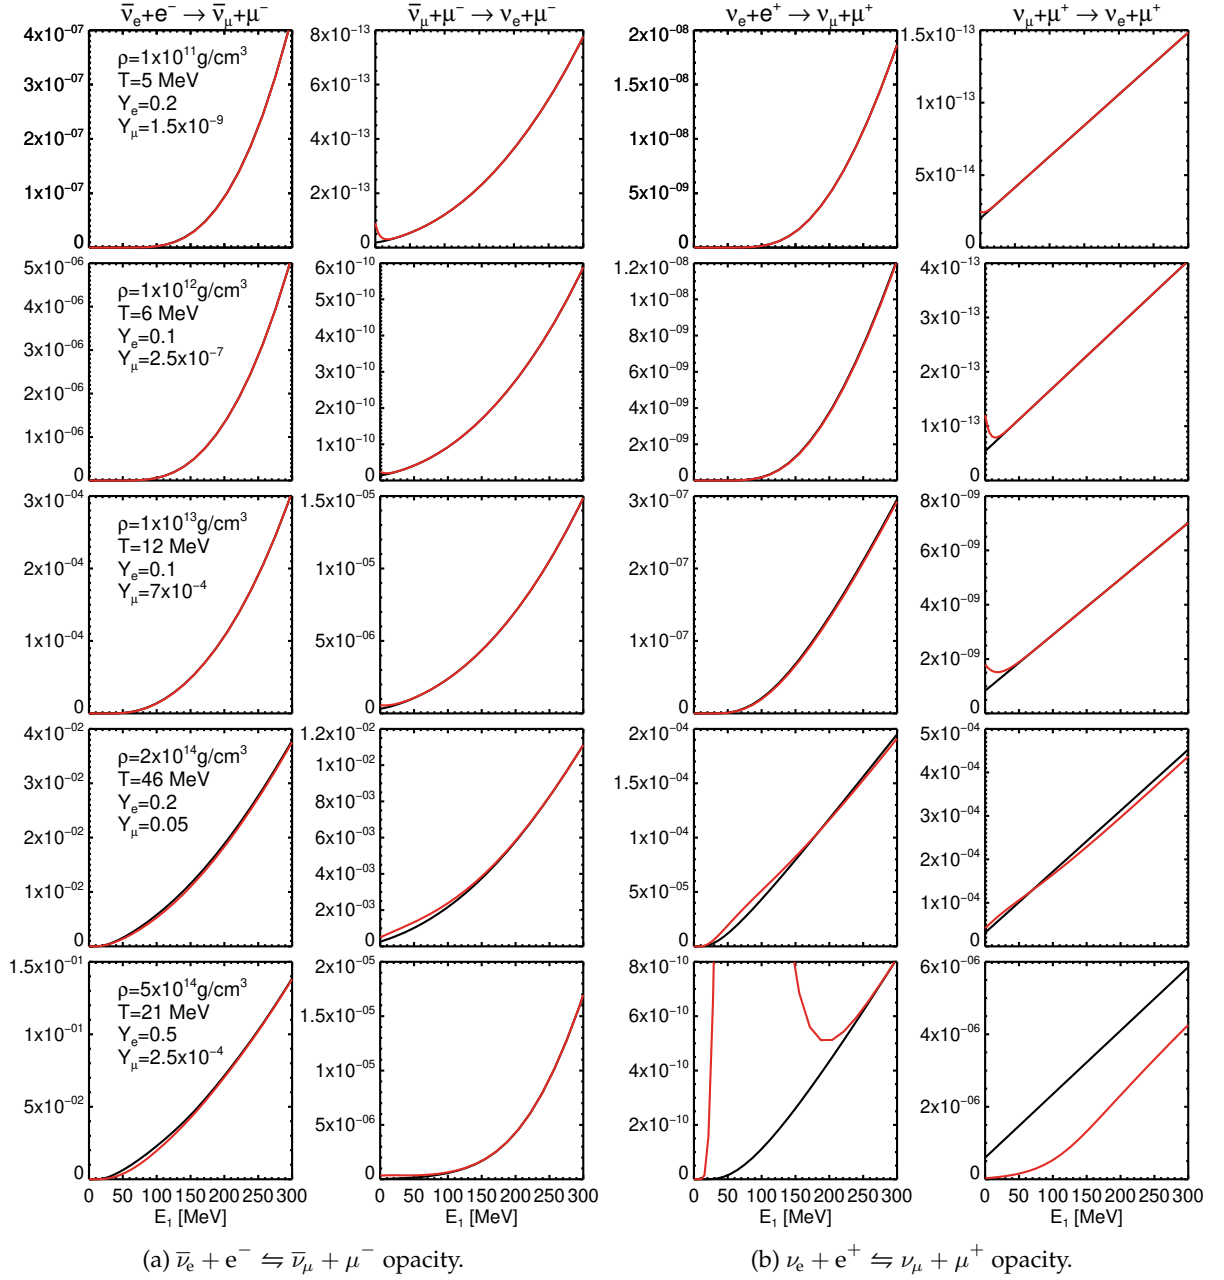 ν̅ₑ+e⁻ → ν̅_μ+μ⁻ ν̅_μ+μ⁻ → νₑ+μ⁻ νₑ+e⁺ → ν_μ+μ⁺ ν_μ+μ⁺ → νₑ+μ⁺
4x10⁻⁰⁷
3x10⁻⁰⁷
2x10⁻⁰⁷
1x10⁻⁰⁷
0
ρ=1x10¹¹g/cm³
T=5 MeV
Yₑ=0.2
Y_μ=1.5x10⁻⁹
8x10⁻¹³
6x10⁻¹³
4x10⁻¹³
2x10⁻¹³
0
2x10⁻⁰⁸
1.5x10⁻⁰⁸
1x10⁻⁰⁸
5x10⁻⁰⁹
0
1.5x10⁻¹³
1x10⁻¹³
5x10⁻¹⁴
0
5x10⁻⁰⁶
4x10⁻⁰⁶
3x10⁻⁰⁶
2x10⁻⁰⁶
1x10⁻⁰⁶
0
ρ=1x10¹²g/cm³
T=6 MeV
Yₑ=0.1
Y_μ=2.5x10⁻⁷
6x10⁻¹⁰
5x10⁻¹⁰
4x10⁻¹⁰
3x10⁻¹⁰
2x10⁻¹⁰
1x10⁻¹⁰
0
1.2x10⁻⁰⁸
1x10⁻⁰⁸
8x10⁻⁰⁹
6x10⁻⁰⁹
4x10⁻⁰⁹
2x10⁻⁰⁹
0
4x10⁻¹³
3x10⁻¹³
2x10⁻¹³
1x10⁻¹³
0
3x10⁻⁰⁴
2x10⁻⁰⁴
1x10⁻⁰⁴
0
ρ=1x10¹³g/cm³
T=12 MeV
Yₑ=0.1
Y_μ=7x10⁻⁴
1.5x10⁻⁰⁵
1x10⁻⁰⁵
5x10⁻⁰⁶
0
3x10⁻⁰⁷
2x10⁻⁰⁷
1x10⁻⁰⁷
0
8x10⁻⁰⁹
6x10⁻⁰⁹
4x10⁻⁰⁹
2x10⁻⁰⁹
0
4x10⁻⁰²
3x10⁻⁰²
2x10⁻⁰²
1x10⁻⁰²
0
ρ=2x10¹⁴g/cm³
T=46 MeV
Yₑ=0.2
Y_μ=0.05
1.2x10⁻⁰²
1x10⁻⁰²
8x10⁻⁰³
6x10⁻⁰³
4x10⁻⁰³
2x10⁻⁰³
0
2x10⁻⁰⁴
1.5x10⁻⁰⁴
1x10⁻⁰⁴
5x10⁻⁰⁵
0
5x10⁻⁰⁴
4x10⁻⁰⁴
3x10⁻⁰⁴
2x10⁻⁰⁴
1x10⁻⁰⁴
0
1.5x10⁻⁰¹
1x10⁻⁰¹
5x10⁻⁰²
0
ρ=5x10¹⁴g/cm³
T=21 MeV
Yₑ=0.5
Y_μ=2.5x10⁻⁴
2x10⁻⁰⁵
1.5x10⁻⁰⁵
1x10⁻⁰⁵
5x10⁻⁰⁶
0
8x10⁻¹⁰
6x10⁻¹⁰
4x10⁻¹⁰
2x10⁻¹⁰
0
6x10⁻⁰⁶
4x10⁻⁰⁶
2x10⁻⁰⁶
0
0 50 100 150 200 250 300 0 50 100 150 200 250 300 0 50 100 150 200 250 300 0 50 100 150 200 250 300
E₁ [MeV] E₁ [MeV] E₁ [MeV] E₁ [MeV]
(a) ν̅ₑ + e⁻ ⇋ ν̅_μ + μ⁻ opacity. (b) νₑ + e⁺ ⇋ ν_μ + μ⁺ opacity.